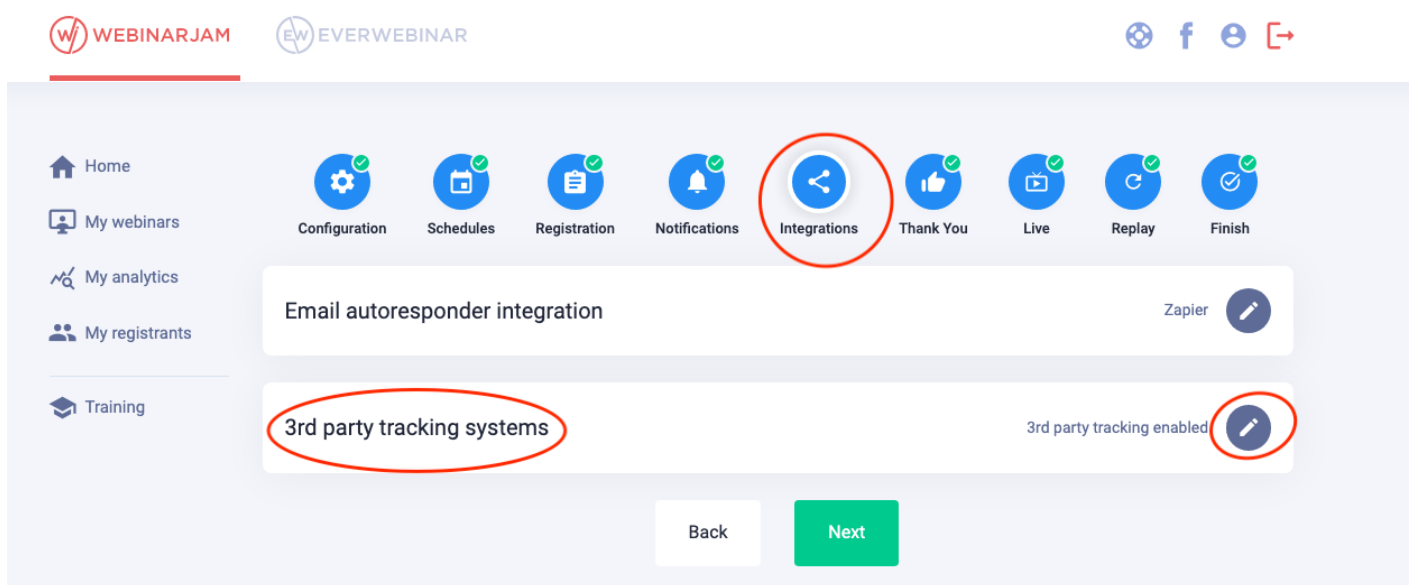 W WEBINARJAM
EW EVERWEBINAR
Home
My webinars
My analytics
My registrants
Training
Configuration
Schedules
Registration
Notifications
Integrations
Thank You
Live
Replay
Finish
Email autoresponder integration
Zapier
3rd party tracking systems
3rd party tracking enabled
Back
Next